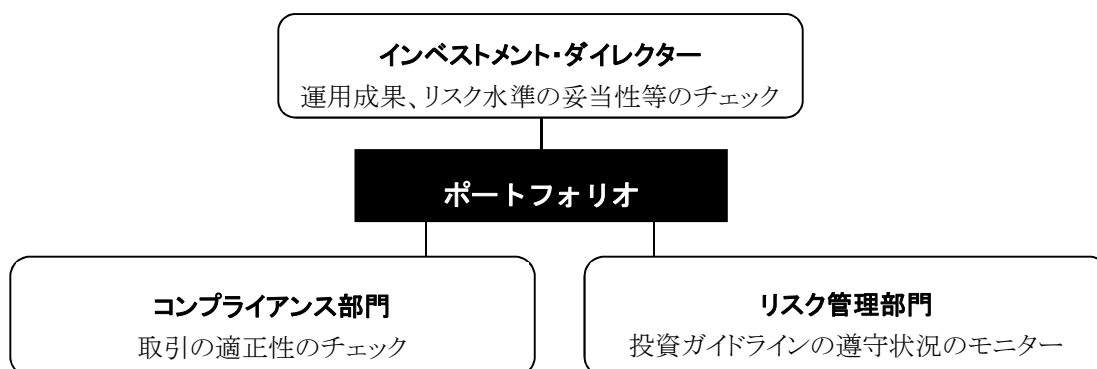 インベストメント・ダイレクター
運用成果、リスク水準の妥当性等のチェック
ポートフォリオ
コンプライアンス部門
取引の適正性のチェック
リスク管理部門
投資ガイドラインの遵守状況のモニター